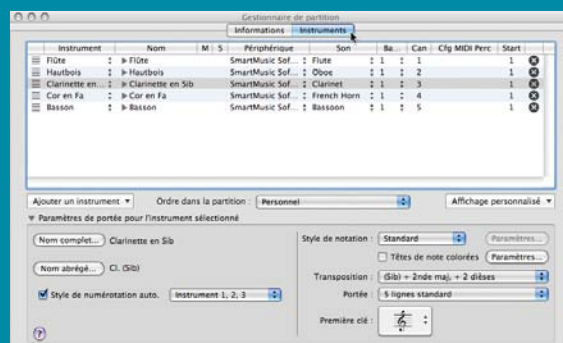 Gestionnaire de partition
Informations Instruments
Instrument Nom M S Périphérique Son Ba... Can Cfg MIDI Perc Start
Flûte Flûte SmartMusic Sof... Flute 1 1 1
Hautbois Hautbois SmartMusic Sof... Oboe 1 2 1
Clarinette en... Clarinette en Sib SmartMusic Sof... Clarinet 1 3 1
Cor en Fa Cor en Fa SmartMusic Sof... French Horn 1 4 1
Basson Basson SmartMusic Sof... Bassoon 1 5 1
Ajouter un instrument Ordre dans la partition : Personnel Affichage personnalisé
Paramètres de portée pour l'instrument sélectionné
Nom complet... Clarinette en Sib Style de notation : Standard Paramètres...
Têtes de note colorées Paramètres...
Nom abrégé... Cl. (Sib)
Transposition : (Sib) + 2nde maj, + 2 dièses
Style de numérotation auto. Instrument 1, 2, 3 Portée : 5 lignes standard
Première clé :
?